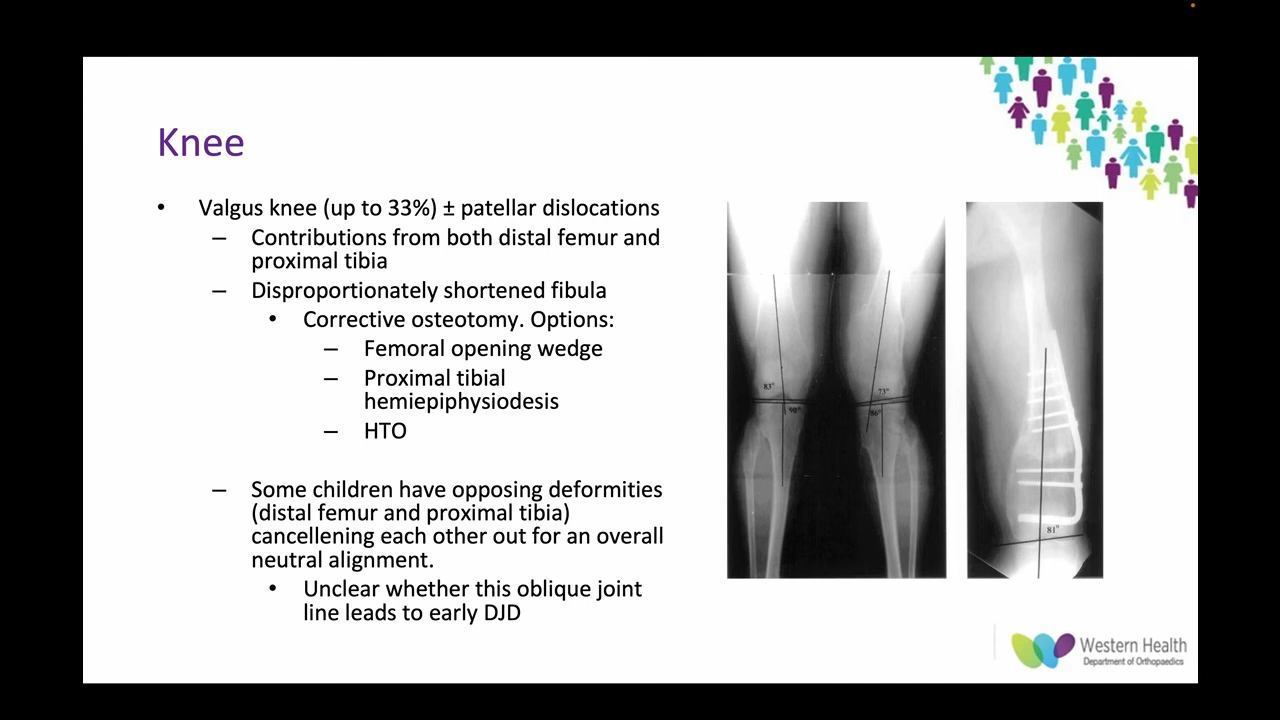 Knee
• Valgus knee (up to 33%) ± patellar dislocations
– Contributions from both distal femur and
proximal tibia
– Disproportionately shortened fibula
• Corrective osteotomy. Options:
– Femoral opening wedge
– Proximal tibial
hemiepiphysiodesis
– HTO
– Some children have opposing deformities
(distal femur and proximal tibia)
cancellening each other out for an overall
neutral alignment.
• Unclear whether this oblique joint
line leads to early DJD
83°
90°
73°
86°
81°
Western Health
Department of Orthopaedics